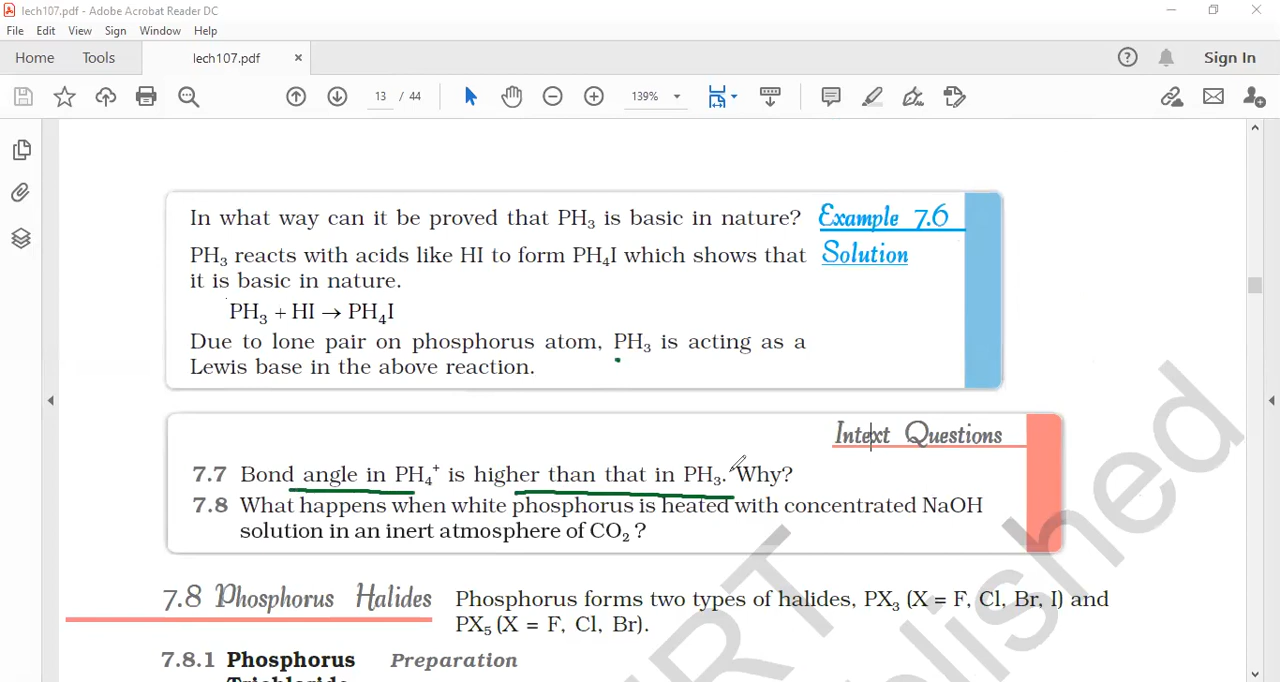 lech107.pdf - Adobe Acrobat Reader DC
File Edit View Sign Window Help
Home Tools lech107.pdf × Sign In
13 / 44 139%
In what way can it be proved that PH₃ is basic in nature? Example 7.6
PH₃ reacts with acids like HI to form PH₄I which shows that Solution
it is basic in nature.
PH₃ + HI → PH₄I
Due to lone pair on phosphorus atom, PH₃ is acting as a
Lewis base in the above reaction.
Intext Questions
7.7 Bond angle in PH₄⁺ is higher than that in PH₃. Why?
7.8 What happens when white phosphorus is heated with concentrated NaOH
solution in an inert atmosphere of CO₂ ?
7.8 Phosphorus Halides Phosphorus forms two types of halides, PX₃ (X = F, Cl, Br, I) and
PX₅ (X = F, Cl, Br).
7.8.1 Phosphorus Preparation
Trichloride
RT
lished